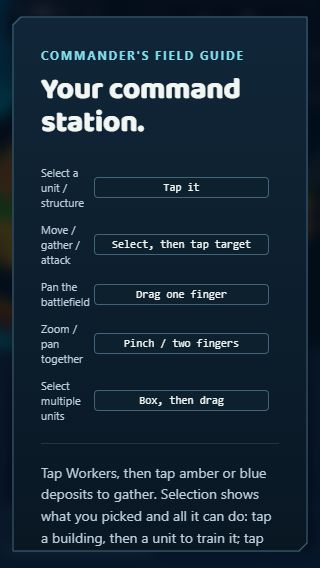 COMMANDER'S FIELD GUIDE
Your command
station.
Select a
unit /
structure
Tap it
Move /
gather /
attack
Select, then tap target
Pan the
battlefield
Drag one finger
Zoom /
pan
together
Pinch / two fingers
Select
multiple
units
Box, then drag
Tap Workers, then tap amber or blue
deposits to gather. Selection shows
what you picked and all it can do: tap
a building, then a unit to train it; tap